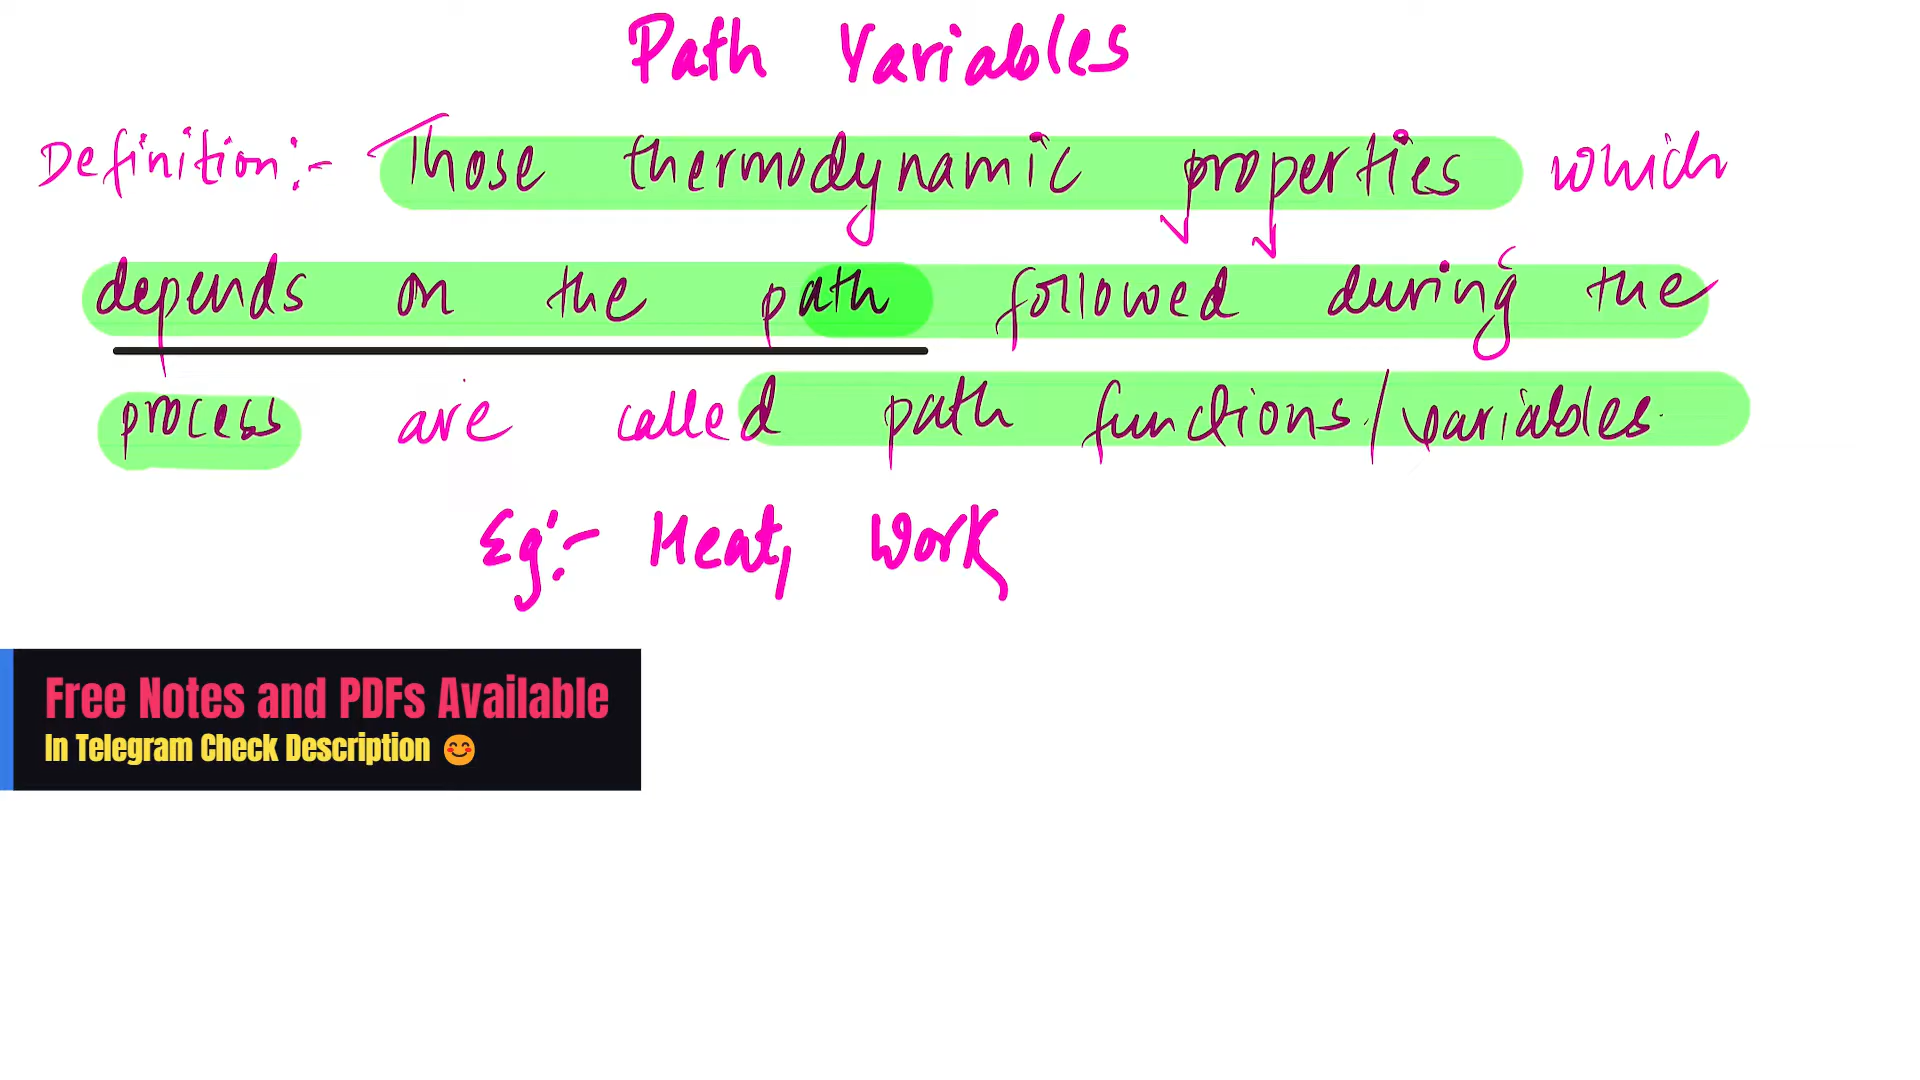 Path Variables
Definition:- Those thermodynamic properties which
depends on the path followed during the
process are called path functions/variables.
Eg:- Heat, Work
Free Notes and PDFs Available
In Telegram Check Description 😊